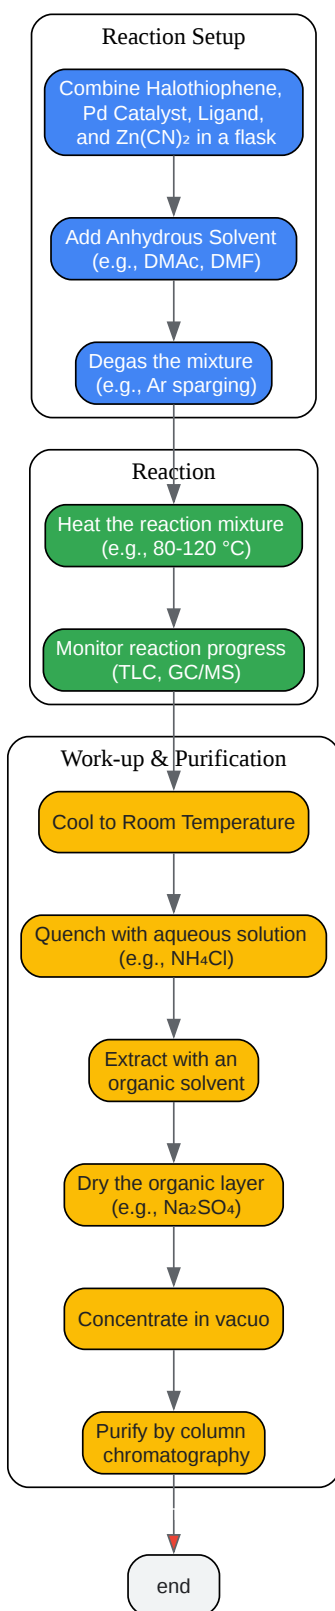 Reaction Setup
Combine Halothiophene,
Pd Catalyst, Ligand,
and Zn(CN)₂ in a flask
Add Anhydrous Solvent
(e.g., DMAc, DMF)
Degas the mixture
(e.g., Ar sparging)
Reaction
Heat the reaction mixture
(e.g., 80-120 °C)
Monitor reaction progress
(TLC, GC/MS)
Work-up & Purification
Cool to Room Temperature
Quench with aqueous solution
(e.g., NH₄Cl)
Extract with an
organic solvent
Dry the organic layer
(e.g., Na₂SO₄)
Concentrate in vacuo
Purify by column
chromatography
end